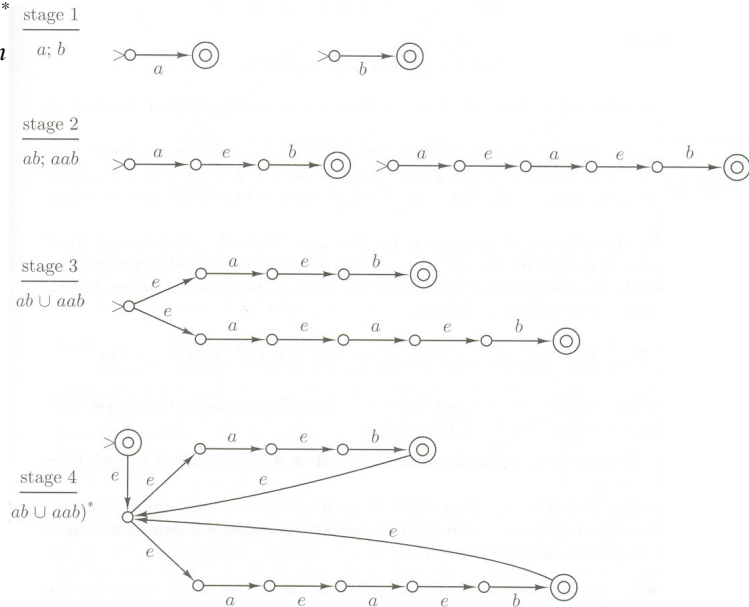 *
stage 1
n
a; b
a
b
stage 2
ab; aab
a e b
a e a e b
stage 3
ab ∪ aab
e a e b
e a e a e b
stage 4
ab ∪ aab)*
e e a e b
e
e
e
a e a e b